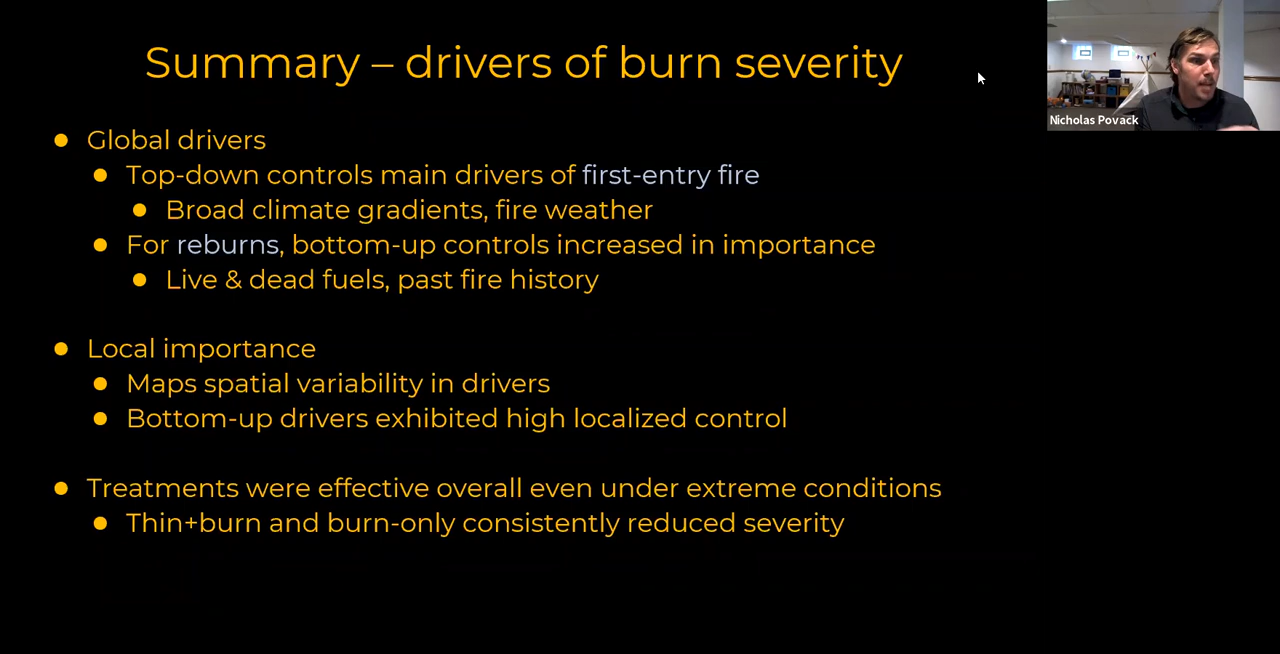 Summary – drivers of burn severity
Nicholas Povack
Global drivers
Top-down controls main drivers of first-entry fire
Broad climate gradients, fire weather
For reburns, bottom-up controls increased in importance
Live & dead fuels, past fire history
Local importance
Maps spatial variability in drivers
Bottom-up drivers exhibited high localized control
Treatments were effective overall even under extreme conditions
Thin+burn and burn-only consistently reduced severity